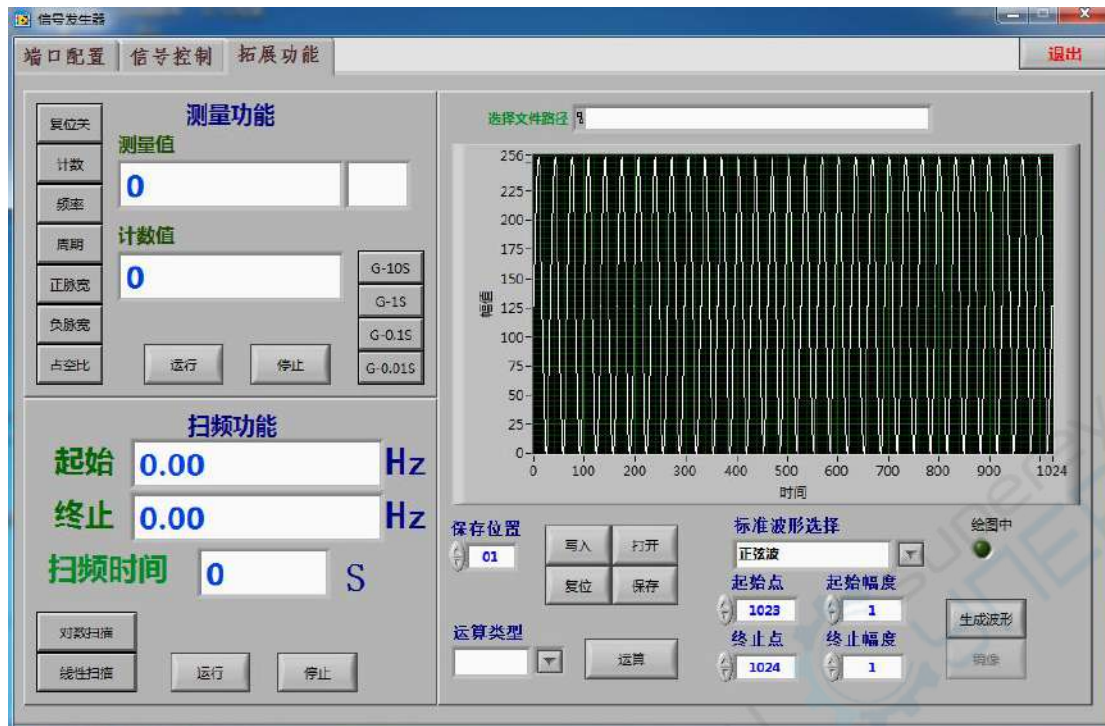 信号发生器
端口配置 信号控制 拓展功能
退出
测量功能
复位关
计数
频率
周期
正脉宽
负脉宽
占空比
测量值
0
计数值
0
G-10S
G-1S
G-0.1S
G-0.01S
运行 停止
扫频功能
起始 0.00 Hz
终止 0.00 Hz
扫频时间 0 S
对数扫描
线性扫描
运行 停止
选择文件路径
幅值
256
225
200
175
150
125
100
75
50
25
0
0 100 200 300 400 500 600 700 800 900 1024
时间
保存位置
01
写入 打开
复位 保存
运算类型
运算
标准波形选择
正弦波
起始点 起始幅度
1023 1
终止点 终止幅度
1024 1
绘图中
生成波形
镜像